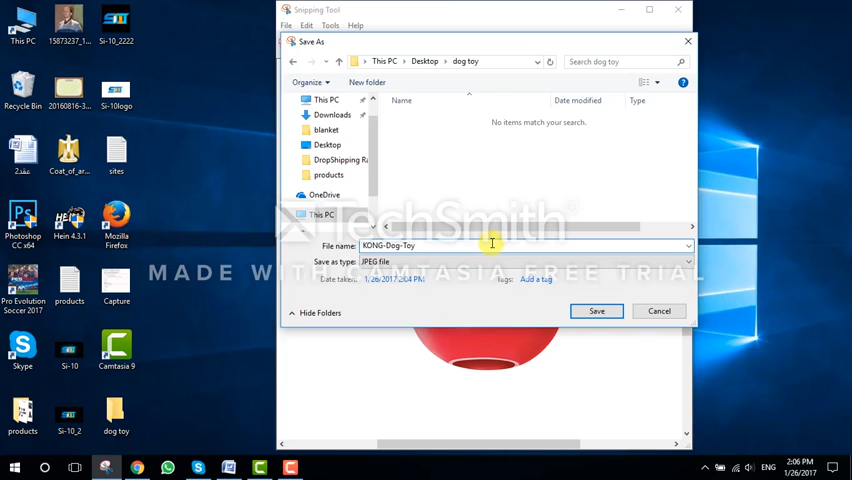 Snipping Tool
File Edit Tools Help
Save As
This PC > Desktop > dog toy
Search dog toy
Organize New folder
Name Date modified Type
No items match your search.
This PC
Downloads
blanket
Desktop
DropShipping Ra
products
OneDrive
This PC
TechSmith
MADE WITH CAMTASIA FREE TRIAL
File name: KONG-Dog-Toy
Save as type: JPEG file
Date taken: 1/26/2017 2:04 PM Tags: Add a tag
Hide Folders Save Cancel
This PC
15873237_1...
Si-10_2222
Recycle Bin
20160816-3...
Si-10logo
عقد2
Coat_of_ar...
sites
Photoshop CC x64
Hein 4.3.1
Mozilla Firefox
Pro Evolution Soccer 2017
products
Capture
Skype
Si-10
Camtasia 9
products
Si-10_2
dog toy
ENG
2:06 PM
1/26/2017